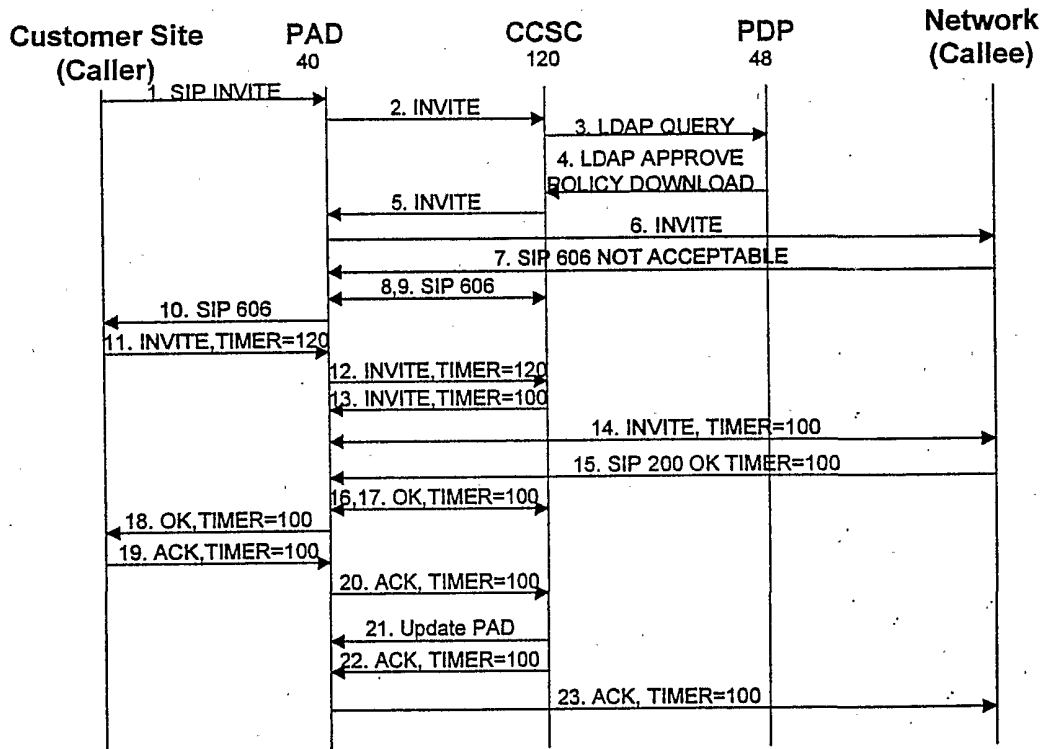 Customer Site
(Caller)
PAD
40
CCSC
120
PDP
48
Network
(Callee)
1. SIP INVITE
2. INVITE
3. LDAP QUERY
4. LDAP APPROVE
POLICY DOWNLOAD
5. INVITE
6. INVITE
7. SIP 606 NOT ACCEPTABLE
8,9. SIP 606
10. SIP 606
11. INVITE,TIMER=120
12. INVITE,TIMER=120
13. INVITE,TIMER=100
14. INVITE, TIMER=100
15. SIP 200 OK TIMER=100
16,17. OK,TIMER=100
18. OK,TIMER=100
19. ACK,TIMER=100
20. ACK, TIMER=100
21. Update PAD
22. ACK, TIMER=100
23. ACK, TIMER=100